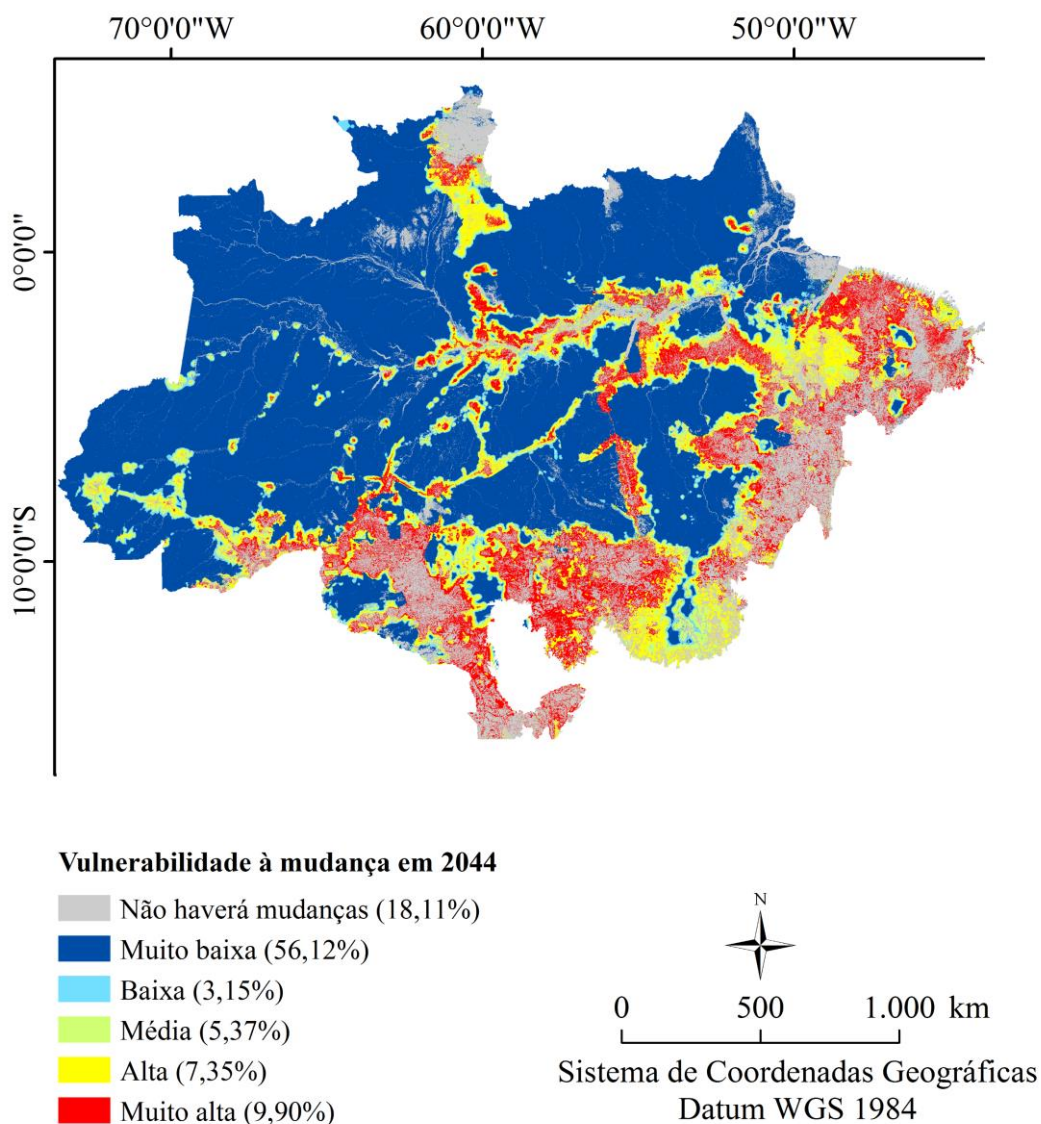 70°0'0"W 60°0'0"W 50°0'0"W
0°0'0"
10°0'0"S
Vulnerabilidade à mudança em 2044
Não haverá mudanças (18,11%)
Muito baixa (56,12%)
Baixa (3,15%)
Média (5,37%)
Alta (7,35%)
Muito alta (9,90%)
N
0 500 1.000 km
Sistema de Coordenadas Geográficas
Datum WGS 1984